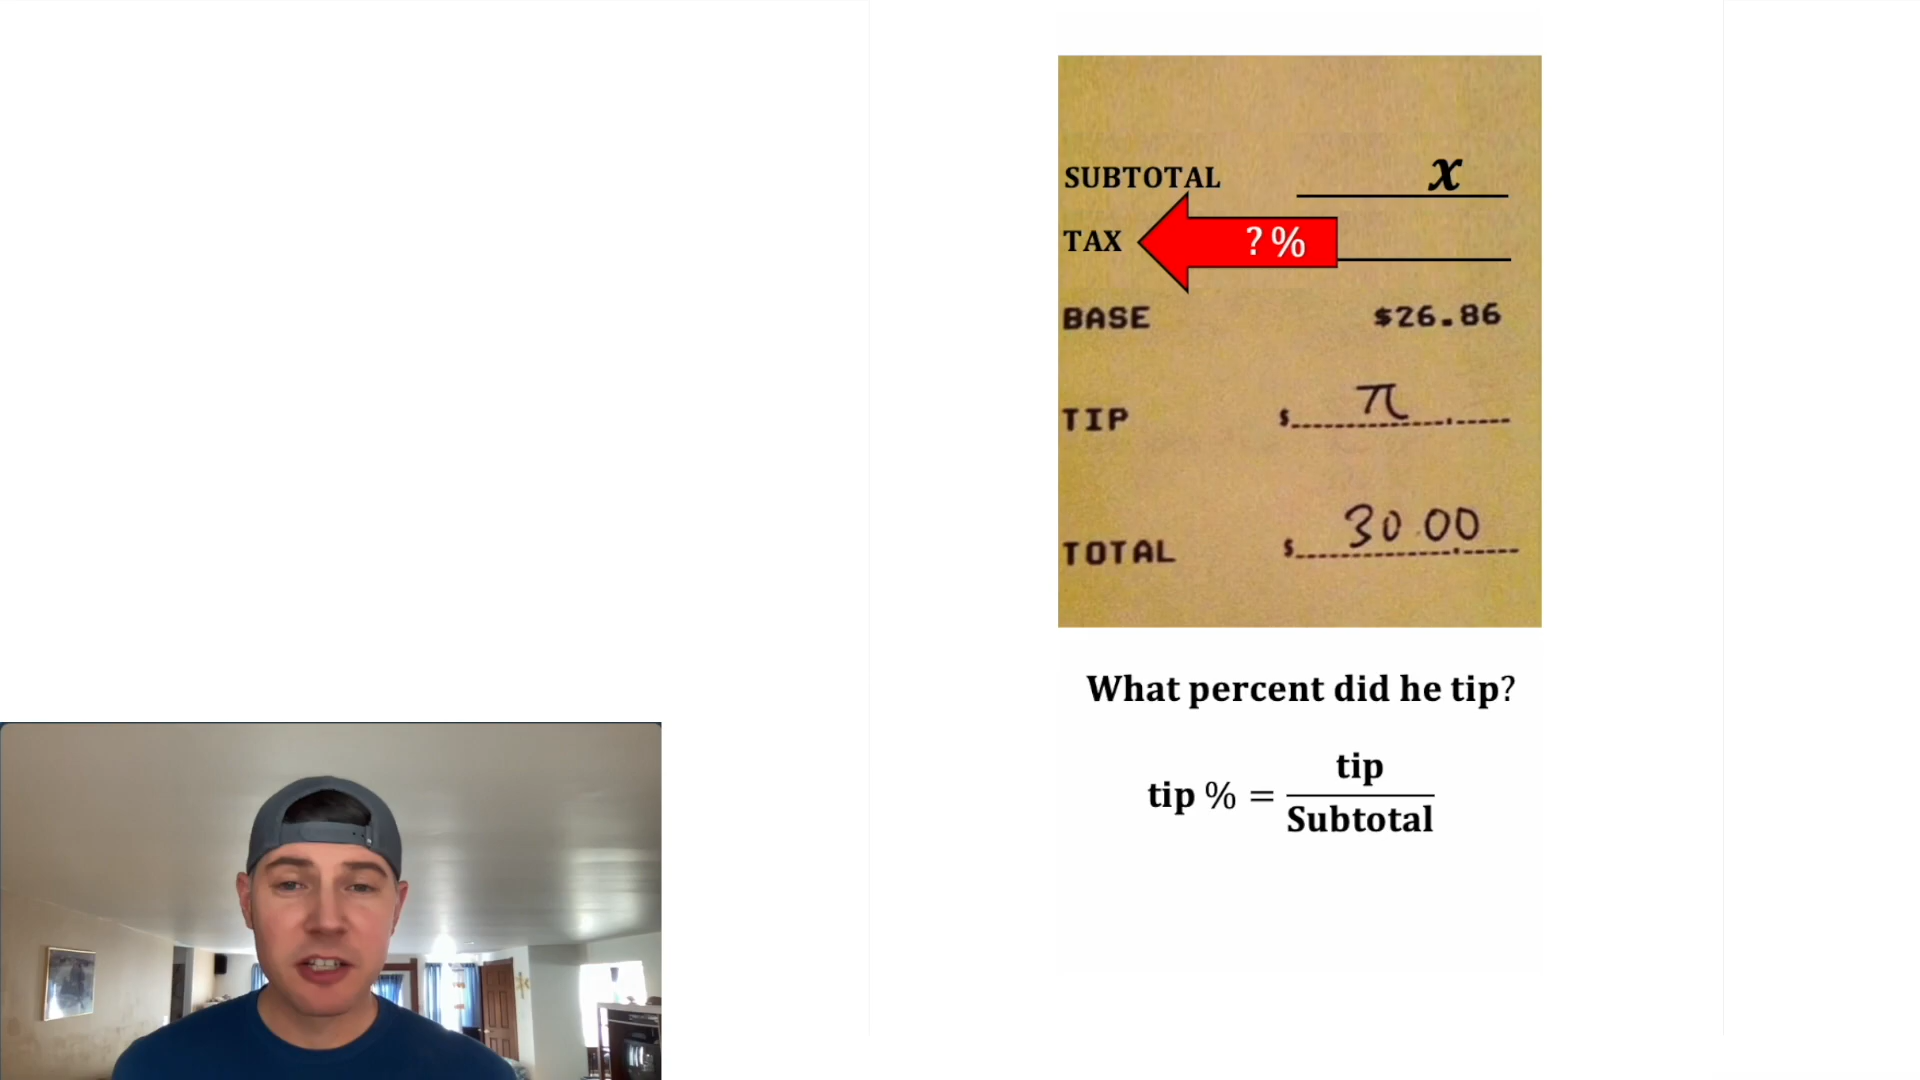 SUBTOTAL x
TAX ? %
BASE $26.86
TIP $ π
TOTAL $ 30.00
What percent did he tip?
tip % = tip / Subtotal